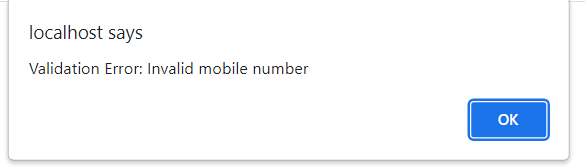 localhost says
Validation Error: Invalid mobile number
OK